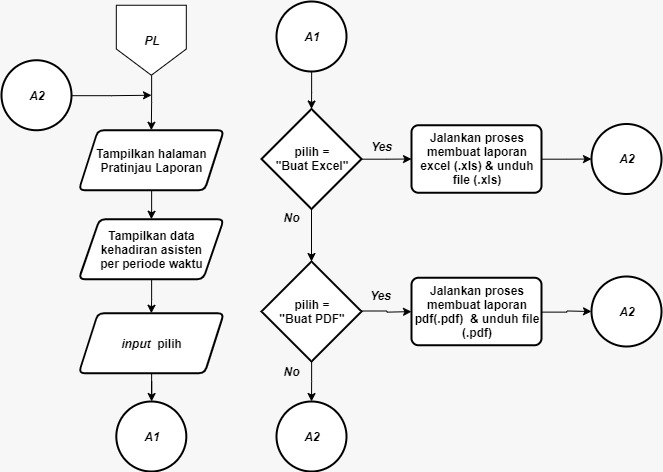 PL
A2
Tampilkan halaman
Pratinjau Laporan
Tampilkan data
kehadiran asisten
per periode waktu
input pilih
A1
A1
pilih =
"Buat Excel"
Yes
Jalankan proses
membuat laporan
excel (.xls) & unduh
file (.xls)
A2
No
pilih =
"Buat PDF"
Yes
Jalankan proses
membuat laporan
pdf(.pdf) & unduh file
(.pdf)
A2
No
A2